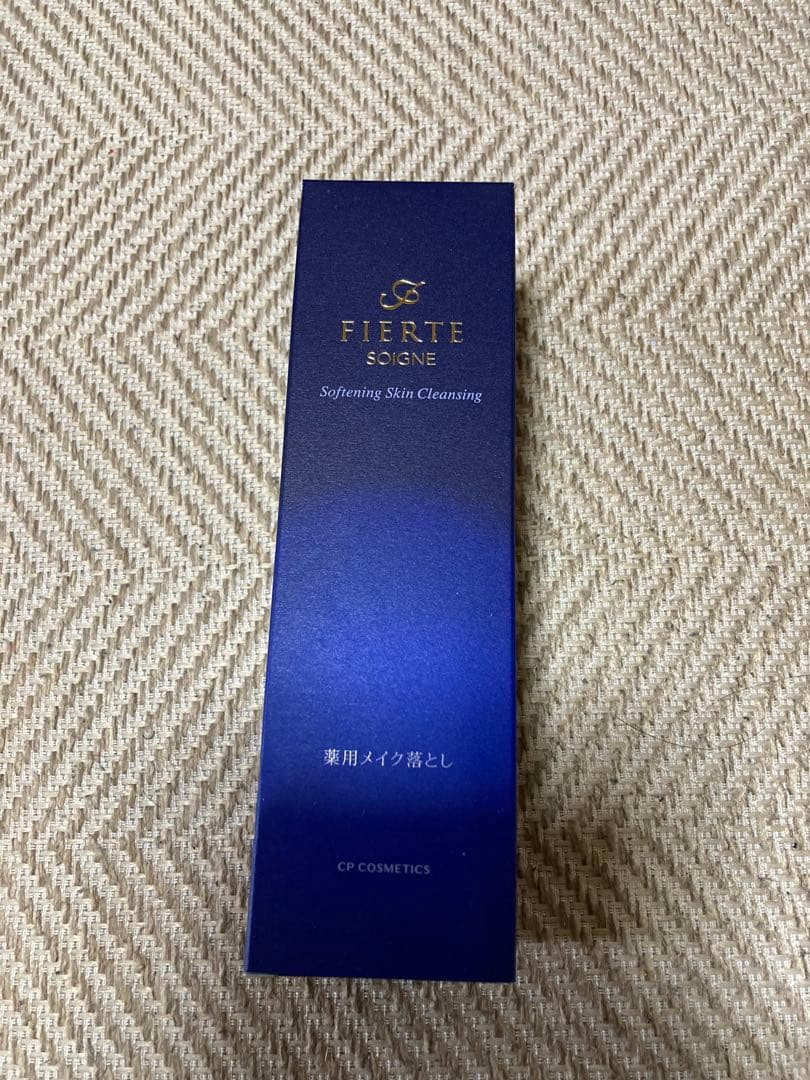 FIERTE
SOIGNE
Softening Skin Cleansing
薬用メイク落とし
CP COSMETICS